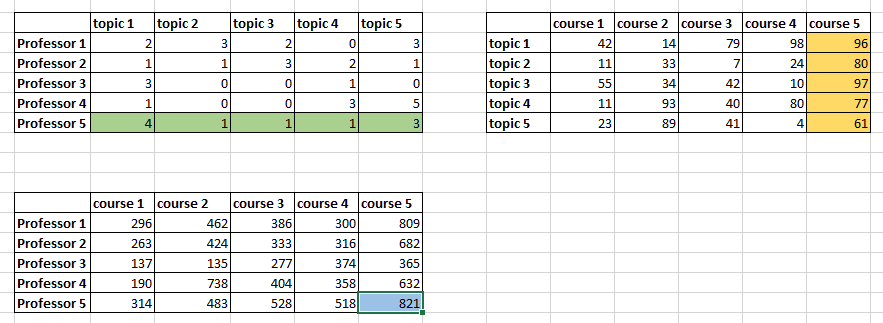 topic 1 topic 2 topic 3 topic 4 topic 5 course 1 course 2 course 3 course 4 course 5
Professor 1 2 3 2 0 3 topic 1 42 14 79 98 96
Professor 2 1 1 3 2 1 topic 2 11 33 7 24 80
Professor 3 3 0 0 1 0 topic 3 55 34 42 10 97
Professor 4 1 0 0 3 5 topic 4 11 93 40 80 77
Professor 5 4 1 1 1 3 topic 5 23 89 41 4 61
course 1 course 2 course 3 course 4 course 5
Professor 1 296 462 386 300 809
Professor 2 263 424 333 316 682
Professor 3 137 135 277 374 365
Professor 4 190 738 404 358 632
Professor 5 314 483 528 518 821